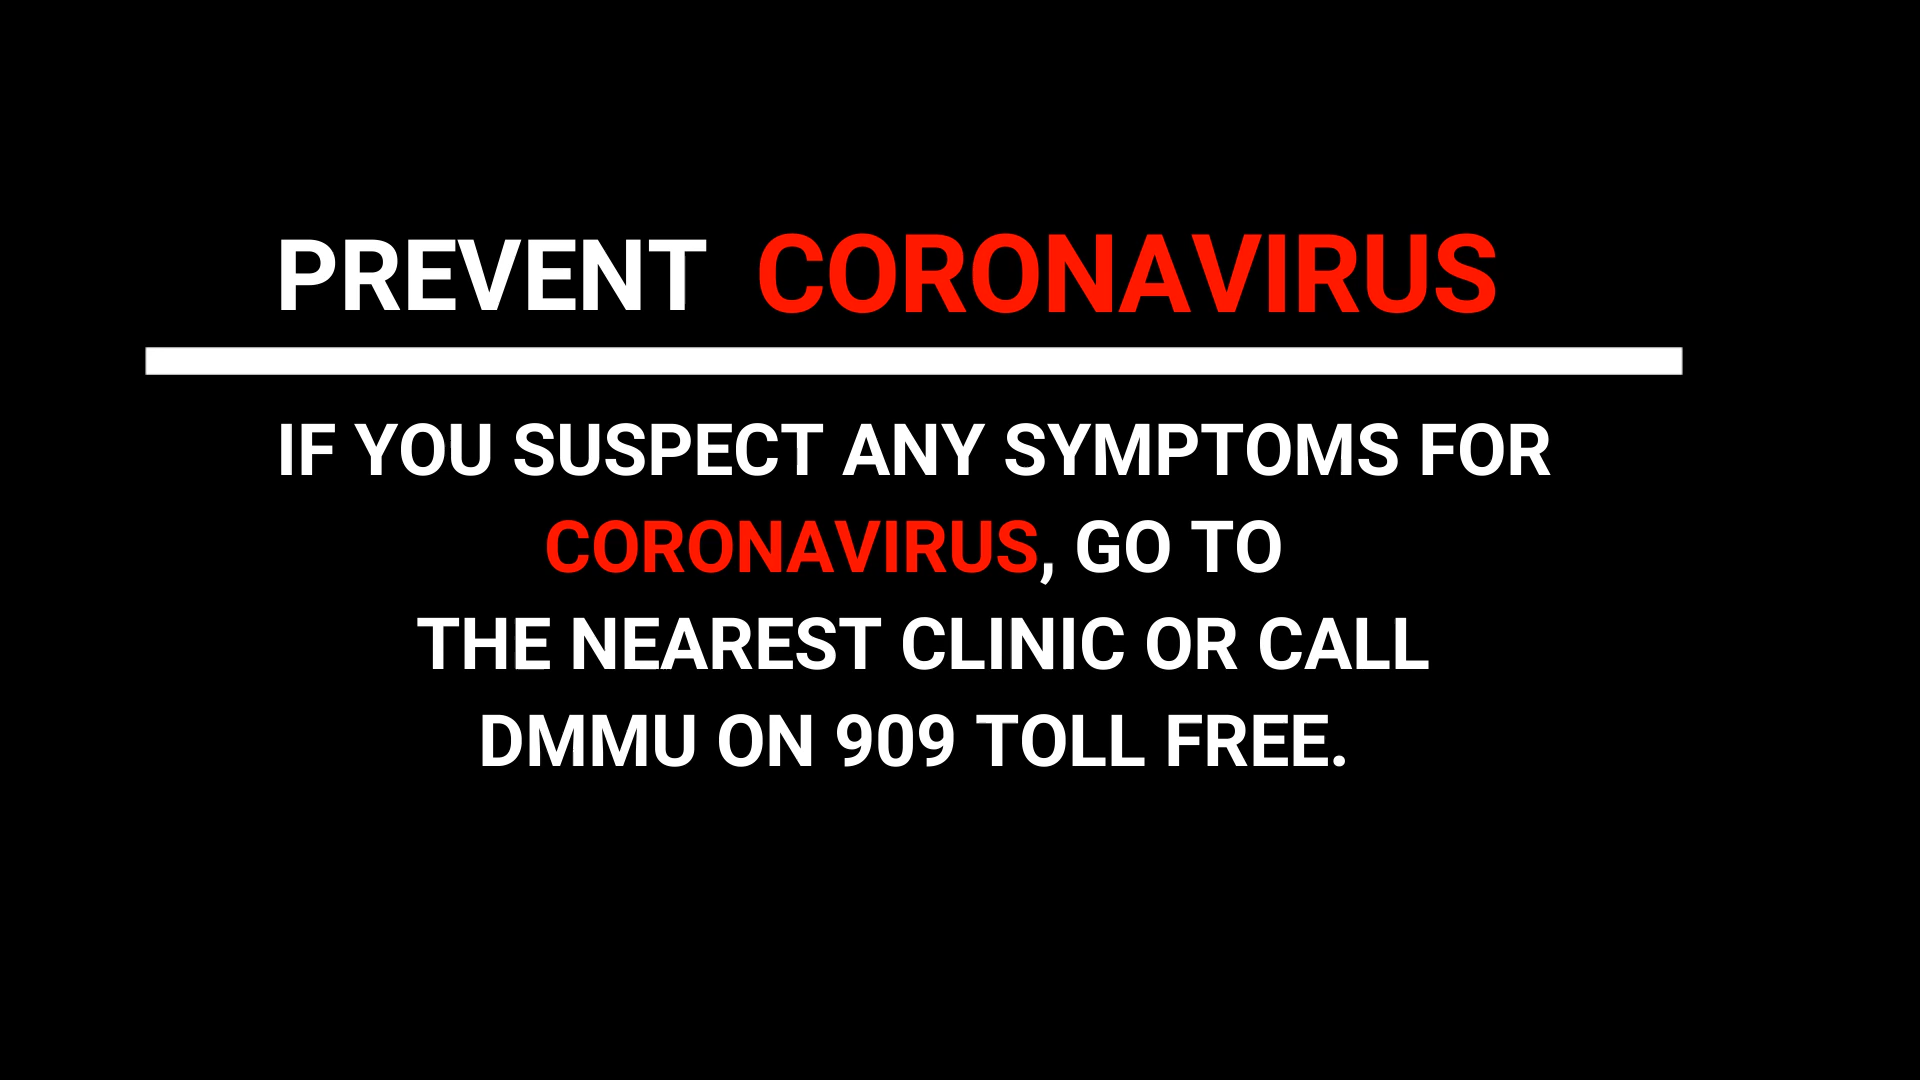 PREVENT CORONAVIRUS
IF YOU SUSPECT ANY SYMPTOMS FOR
CORONAVIRUS, GO TO
THE NEAREST CLINIC OR CALL
DMMU ON 909 TOLL FREE.